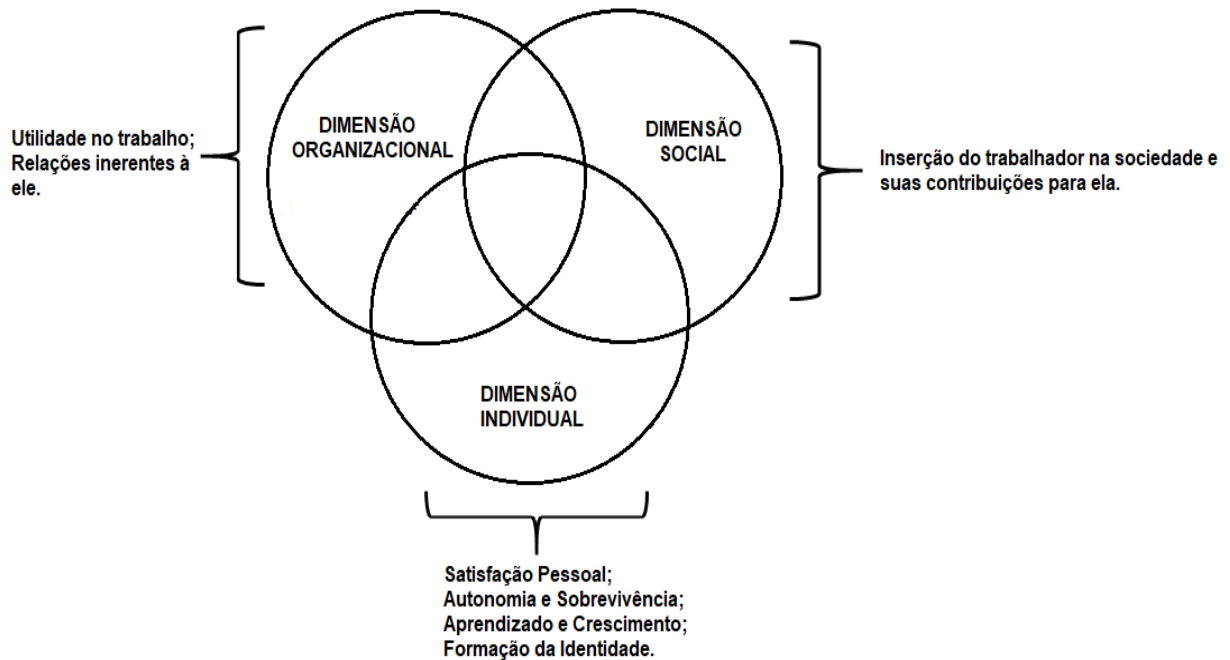 DIMENSÃO
ORGANIZACIONAL
DIMENSÃO
SOCIAL
Utilidade no trabalho;
Relações inerentes à
ele.
Inserção do trabalhador na sociedade e
suas contribuições para ela.
DIMENSÃO
INDIVIDUAL
Satisfação Pessoal;
Autonomia e Sobrevivência;
Aprendizado e Crescimento;
Formação da Identidade.